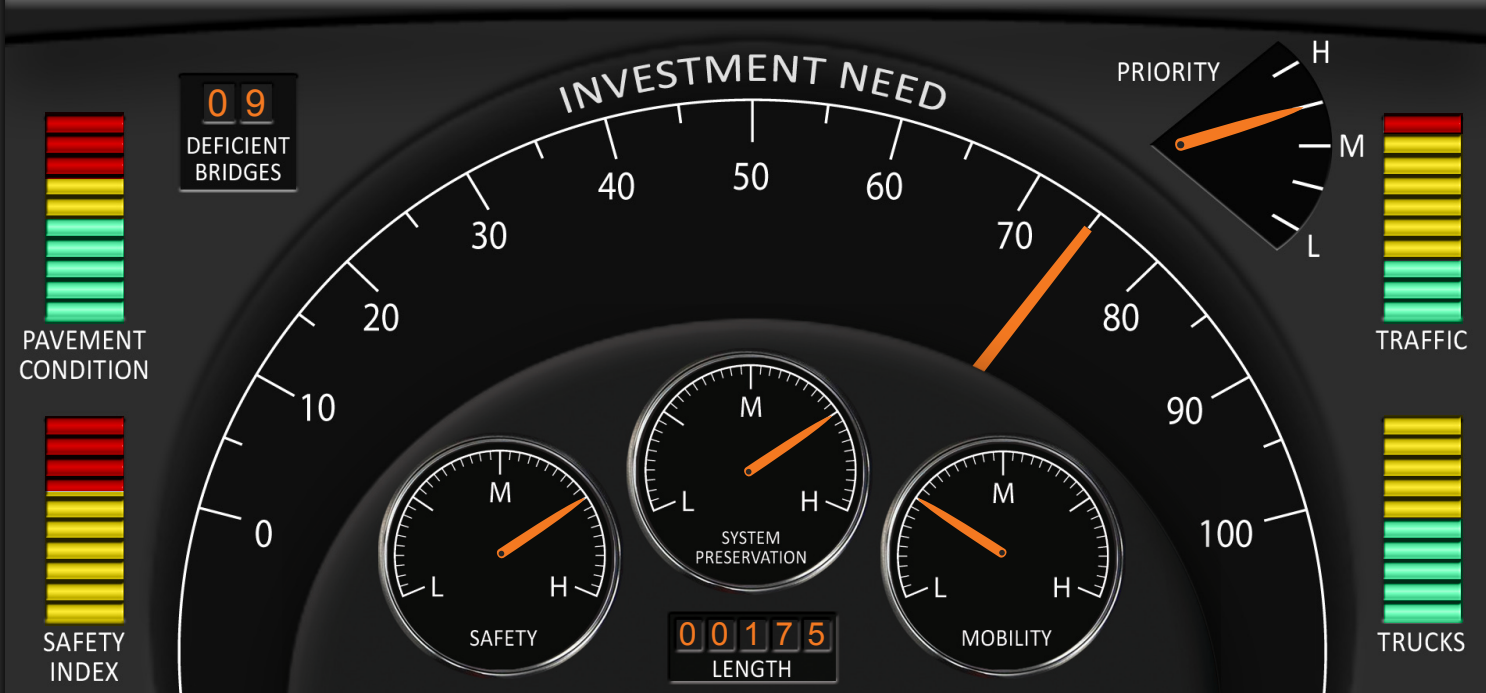 INVESTMENT NEED
PRIORITY
H
M
L
0 9
DEFICIENT
BRIDGES
0
10
20
30
40
50
60
70
80
90
100
PAVEMENT
CONDITION
TRAFFIC
SAFETY
INDEX
TRUCKS
M
L
H
SYSTEM
PRESERVATION
M
L
H
SAFETY
M
L
H
MOBILITY
0 0 1 7 5
LENGTH